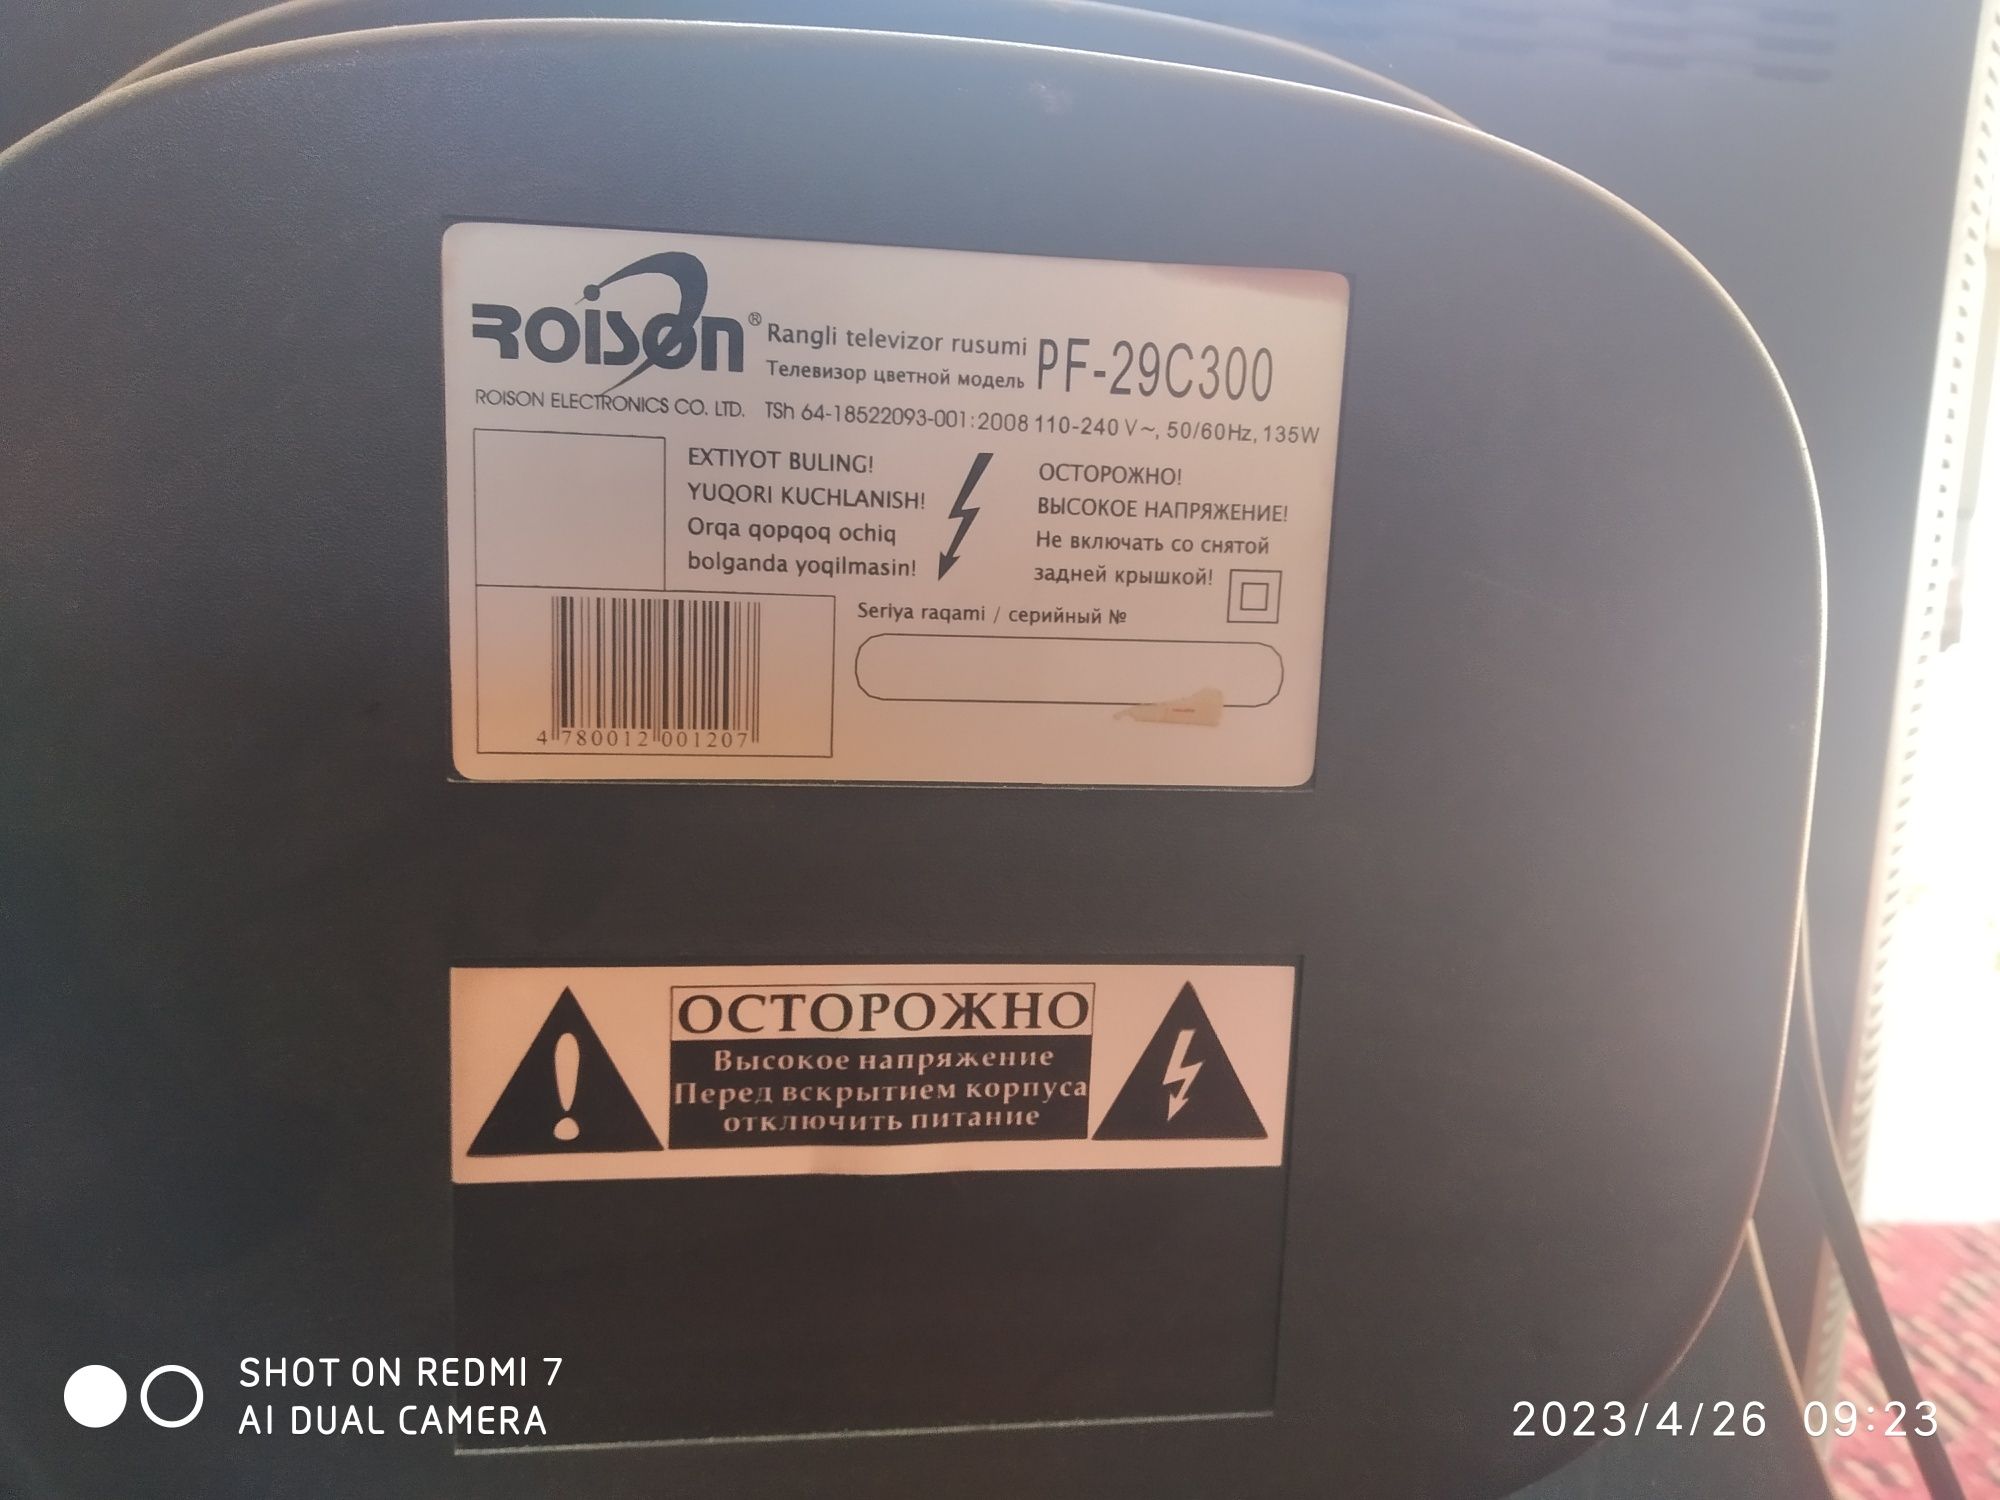 ROISON®
Rangli televizor rusumi
Телевизор цветной модель
PF-29C300
ROISON ELECTRONICS CO. LTD.
TSh 64-18522093-001:2008 110-240 V~, 50/60Hz, 135W
EXTIYOT BULING!
YUQORI KUCHLANISH!
Orqa qopqoq ochiq
bolganda yoqilmasin!
ОСТОРОЖНО!
ВЫСОКОЕ НАПРЯЖЕНИЕ!
Не включать со снятой
задней крышкой!
Seriya raqami / серийный №
4 780012 001207
ОСТОРОЖНО
Высокое напряжение
Перед вскрытием корпуса
отключить питание
SHOT ON REDMI 7
AI DUAL CAMERA
2023/4/26 09:23